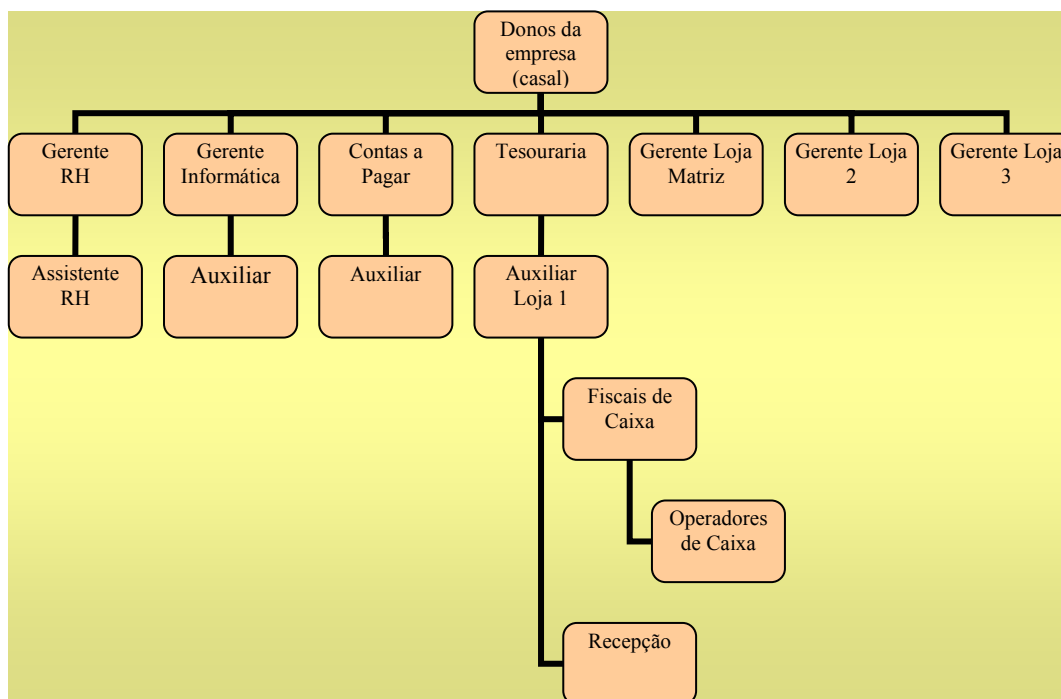 Donos da
empresa
(casal)
Gerente
RH
Gerente
Informática
Contas a
Pagar
Tesouraria
Gerente Loja
Matriz
Gerente Loja
2
Gerente Loja
3
Assistente
RH
Auxiliar
Auxiliar
Auxiliar
Loja 1
Fiscais de
Caixa
Operadores
de Caixa
Recepção